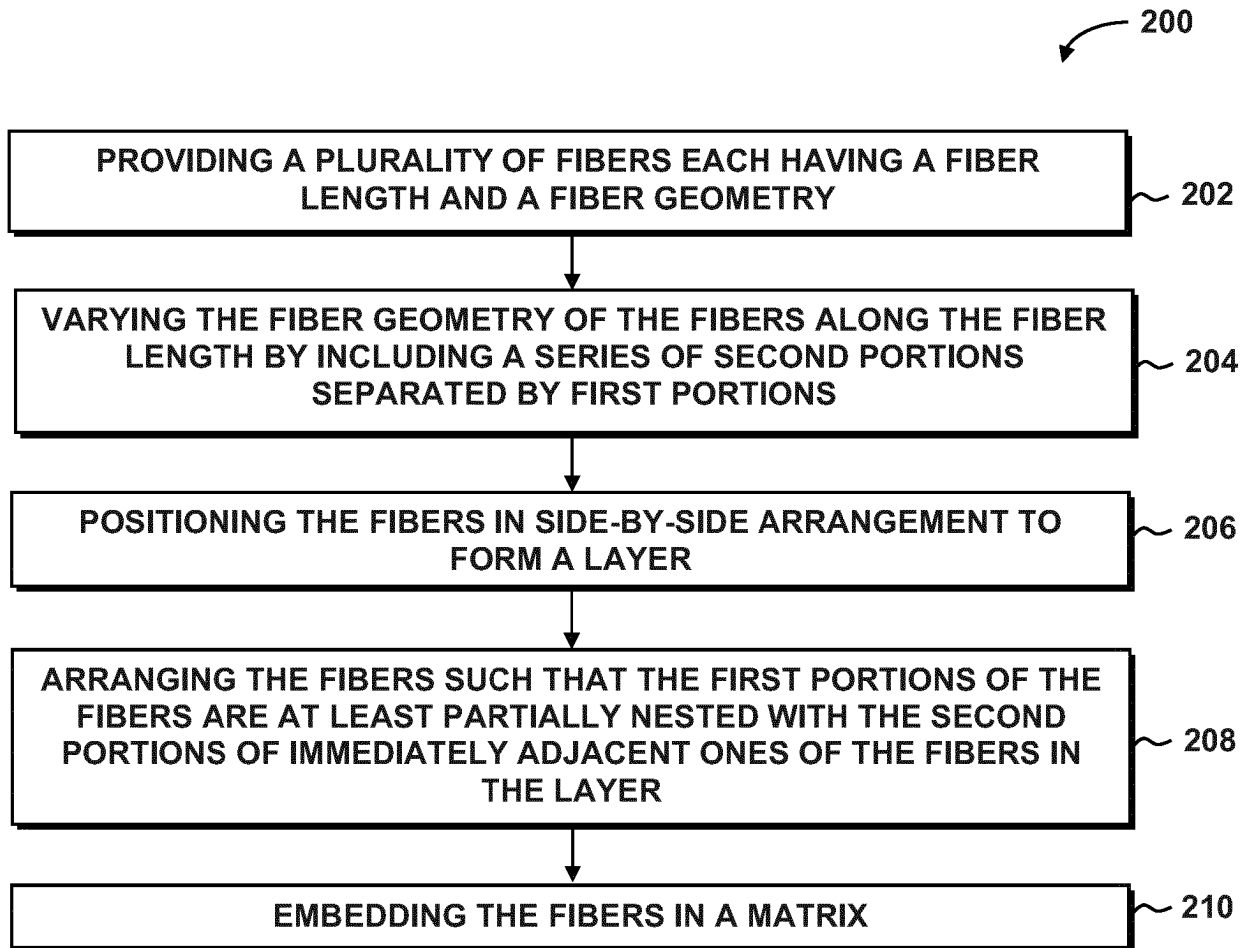 200
PROVIDING A PLURALITY OF FIBERS EACH HAVING A FIBER
LENGTH AND A FIBER GEOMETRY
202
VARYING THE FIBER GEOMETRY OF THE FIBERS ALONG THE FIBER
LENGTH BY INCLUDING A SERIES OF SECOND PORTIONS
SEPARATED BY FIRST PORTIONS
204
POSITIONING THE FIBERS IN SIDE-BY-SIDE ARRANGEMENT TO
FORM A LAYER
206
ARRANGING THE FIBERS SUCH THAT THE FIRST PORTIONS OF THE
FIBERS ARE AT LEAST PARTIALLY NESTED WITH THE SECOND
PORTIONS OF IMMEDIATELY ADJACENT ONES OF THE FIBERS IN
THE LAYER
208
EMBEDDING THE FIBERS IN A MATRIX
210